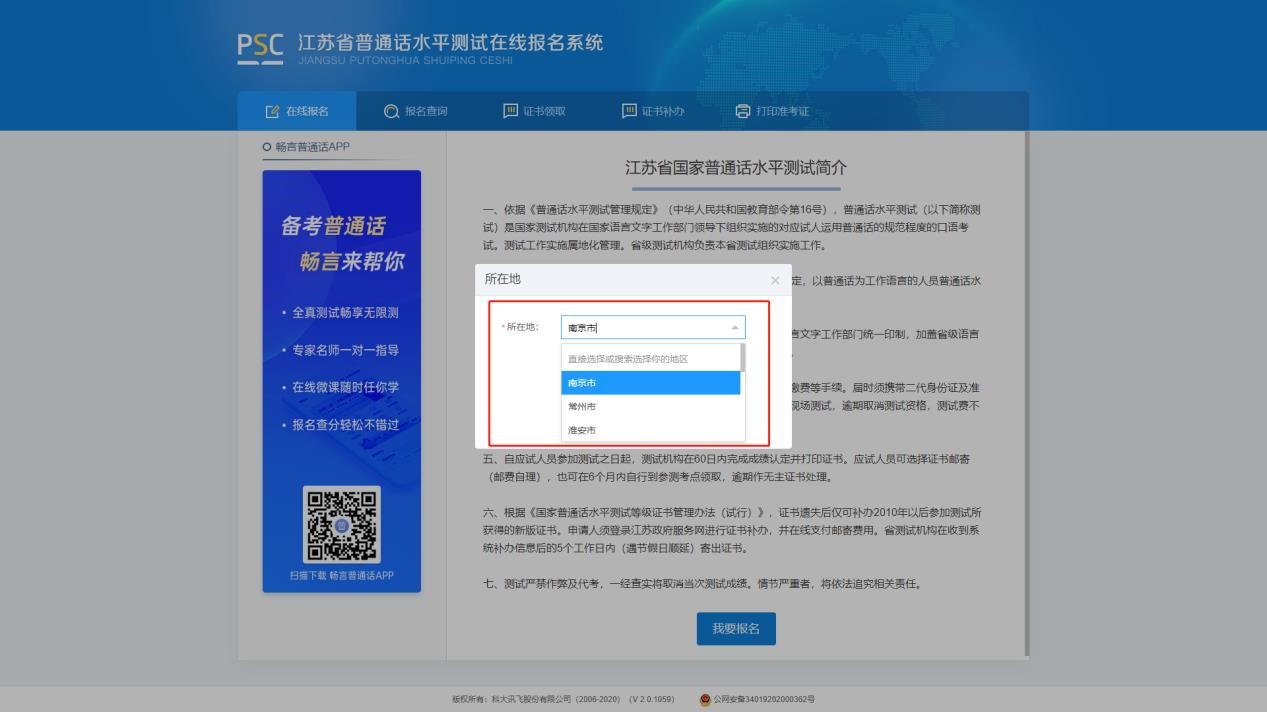 PSC 江苏省普通话水平测试在线报名系统
JIANGSU PUTONGHUA SHUIPING CESHI
在线报名 报名查询 证书领取 证书补办 打印准考证
畅言普通话APP
备考普通话
畅言来帮你
• 全真测试畅享无限测
• 专家名师一对一指导
• 在线微课随时任你学
• 报名查分轻松不错过
扫描下载 畅言普通话APP
江苏省国家普通话水平测试简介
一、依据《普通话水平测试管理规定》（中华人民共和国教育部令第16号），普通话水平测试（以下简称测
试）是国家测试机构在国家语言文字工作部门领导下组织实施的对应试人运用普通话的规范程度的口语考
试。测试工作实施属地化管理。省级测试机构负责本省测试组织实施工作。
定，以普通话为工作语言的人员普通话水
言文字工作部门统一印制，加盖省级语言
缴费等手续。届时须携带二代身份证及准
现场测试，逾期取消测试资格，测试费不
所在地
*所在地： 南京市
直接选择或搜索选择你的地区
南京市
常州市
淮安市
五、自应试人员参加测试之日起，测试机构在60日内完成成绩认定并打印证书。应试人员可选择证书邮寄
（邮费自理），也可在6个月内自行到参测考点领取，逾期作无主证书处理。
六、根据《国家普通话水平测试等级证书管理办法（试行）》，证书遗失后仅可补办2010年以后参加测试所
获得的新版证书。申请人须登录江苏政府服务网进行证书补办，并在线支付邮寄费用。省测试机构在收到系
统补办信息后的5个工作日内（遇节假日顺延）寄出证书。
七、测试严禁作弊及代考，一经查实将取消当次测试成绩。情节严重者，将依法追究相关责任。
我要报名
版权所有：科大讯飞股份有限公司（2006-2020）（V 2.0.1059） 公网安备34019202000362号